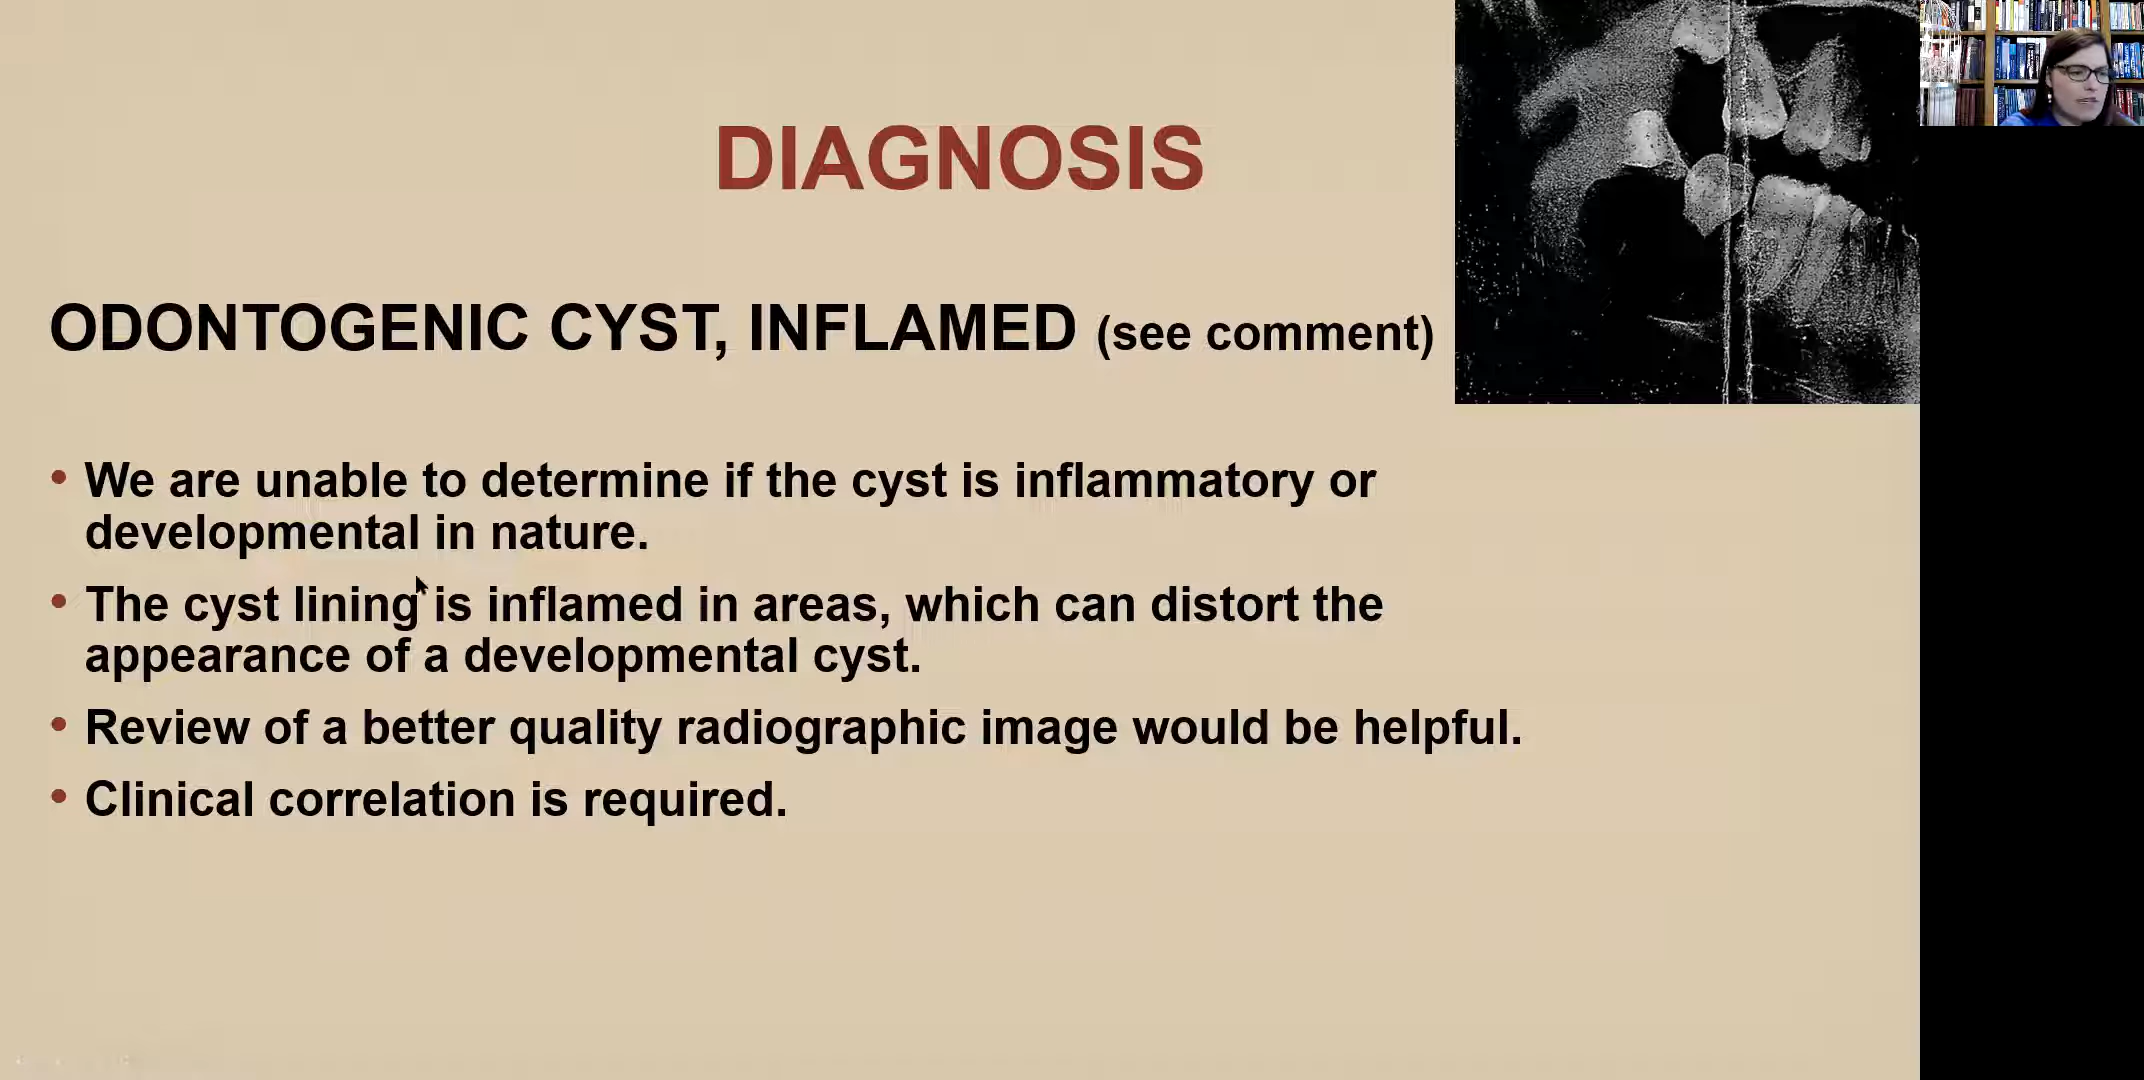 DIAGNOSIS
ODONTOGENIC CYST, INFLAMED (see comment)
• We are unable to determine if the cyst is inflammatory or
developmental in nature.
• The cyst lining is inflamed in areas, which can distort the
appearance of a developmental cyst.
• Review of a better quality radiographic image would be helpful.
• Clinical correlation is required.